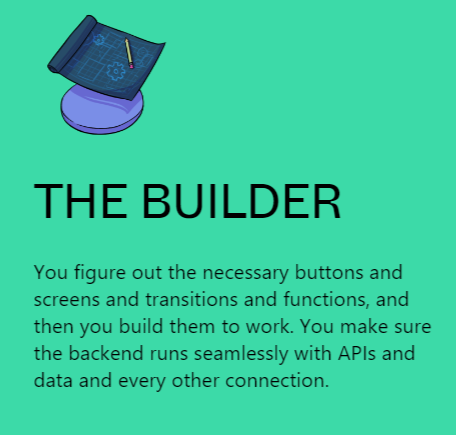 THE BUILDER
You figure out the necessary buttons and
screens and transitions and functions, and
then you build them to work. You make sure
the backend runs seamlessly with APIs and
data and every other connection.